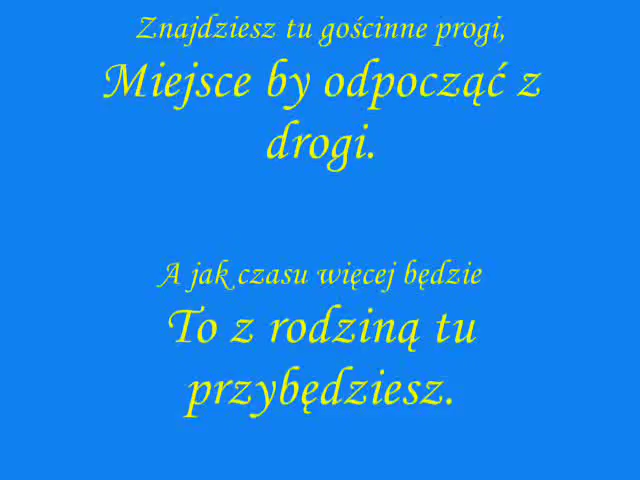 Znajdziesz tu gościnne progi,
Miejsce by odpocząć z
drogi.
A jak czasu więcej będzie
To z rodziną tu
przybędziesz.